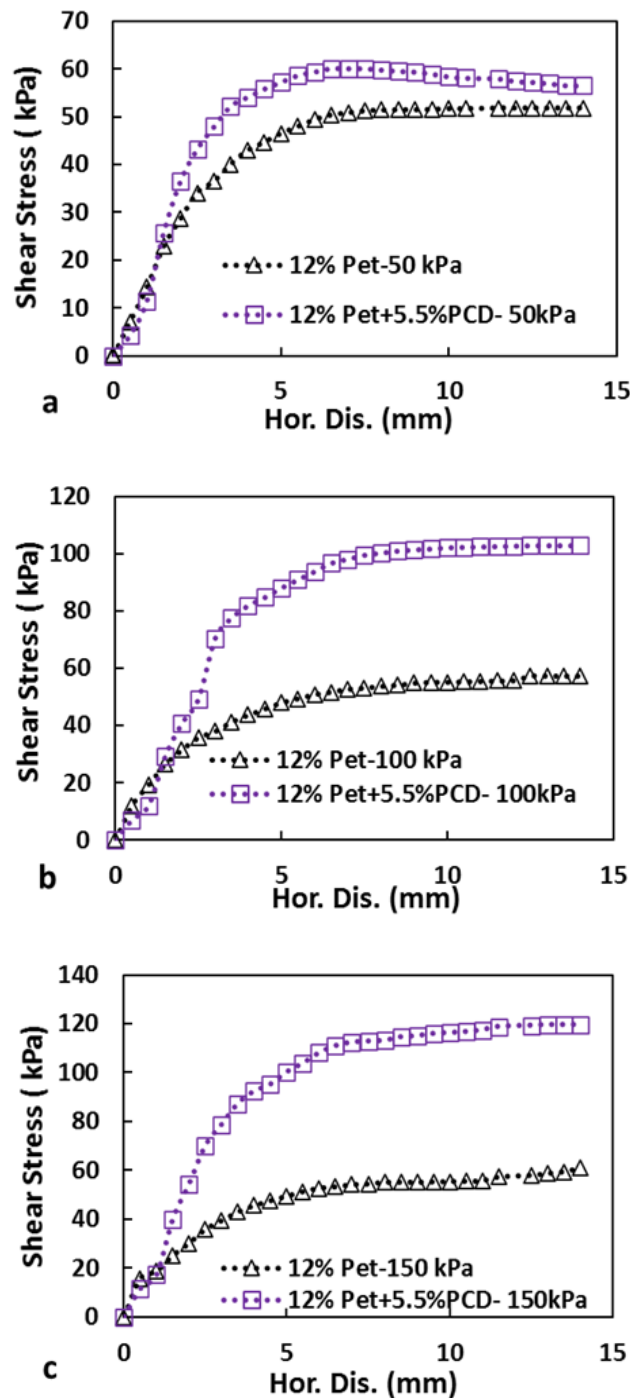 Shear Stress ( kPa)
70
60
50
40
30
20
10
0
12% Pet-50 kPa
12% Pet+5.5%PCD- 50kPa
0
5
10
15
a
Hor. Dis. (mm)
Shear Stress ( kPa)
120
100
80
60
40
20
0
12% Pet-100 kPa
12% Pet+5.5%PCD- 100kPa
0
5
10
15
b
Hor. Dis. (mm)
Shear Stress ( kPa)
140
120
100
80
60
40
20
0
12% Pet-150 kPa
12% Pet+5.5%PCD- 150kPa
0
5
10
15
c
Hor. Dis. (mm)